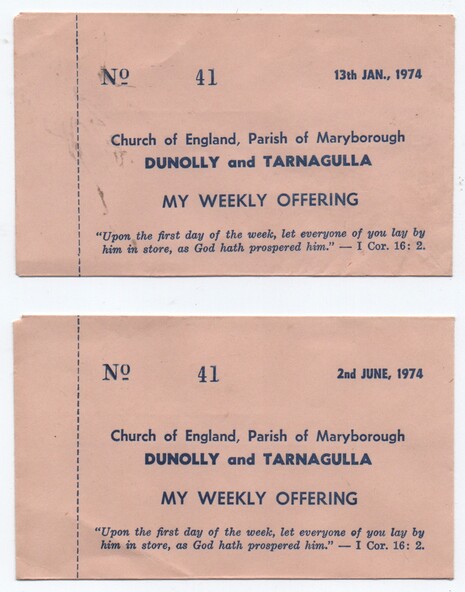 Nº 41 13th JAN., 1974
Church of England, Parish of Maryborough
DUNOLLY and TARNAGULLA
MY WEEKLY OFFERING
"Upon the first day of the week, let everyone of you lay by
him in store, as God hath prospered him." — I Cor. 16: 2.
Nº 41 2nd JUNE, 1974
Church of England, Parish of Maryborough
DUNOLLY and TARNAGULLA
MY WEEKLY OFFERING
"Upon the first day of the week, let everyone of you lay by
him in store, as God hath prospered him." — I Cor. 16: 2.